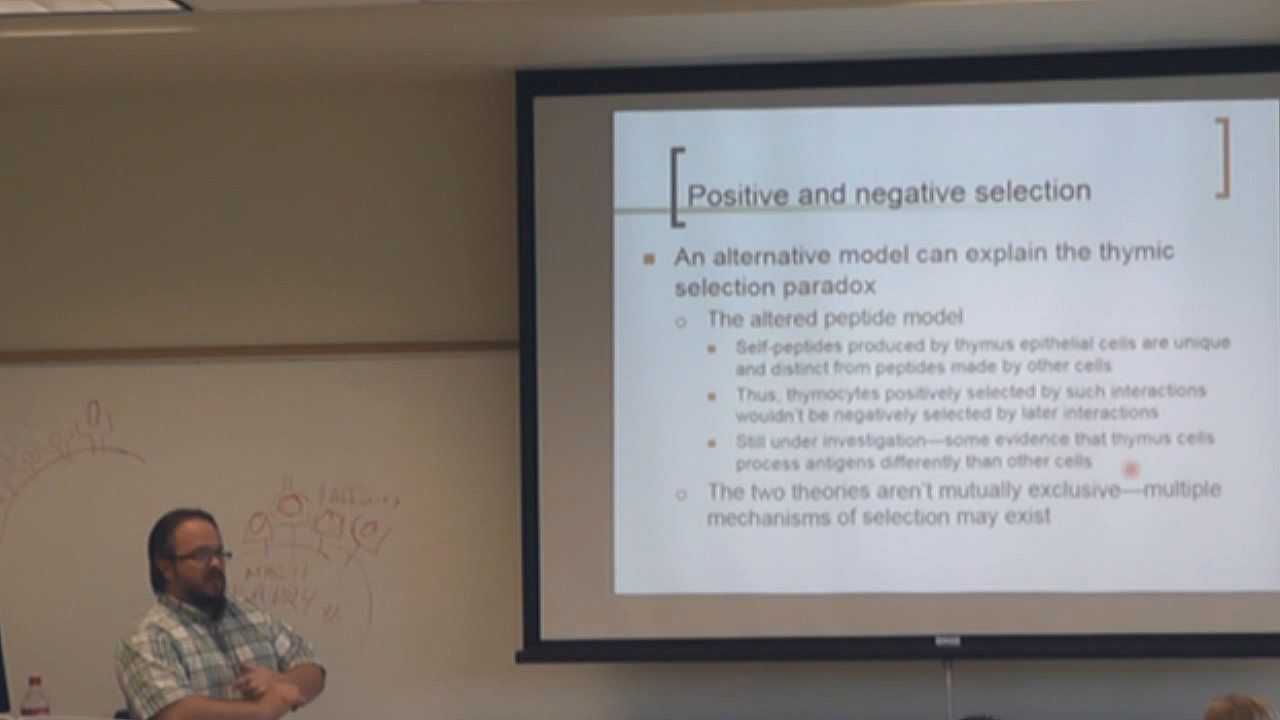 Positive and negative selection
An alternative model can explain the thymic
selection paradox
The altered peptide model
Self-peptides produced by thymus epithelial cells are unique
and distinct from peptides made by other cells
Thus, thymocytes positively selected by such interactions
wouldn't be negatively selected by later interactions
Still under investigation—some evidence that thymus cells
process antigens differently than other cells
The two theories aren't mutually exclusive—multiple
mechanisms of selection may exist